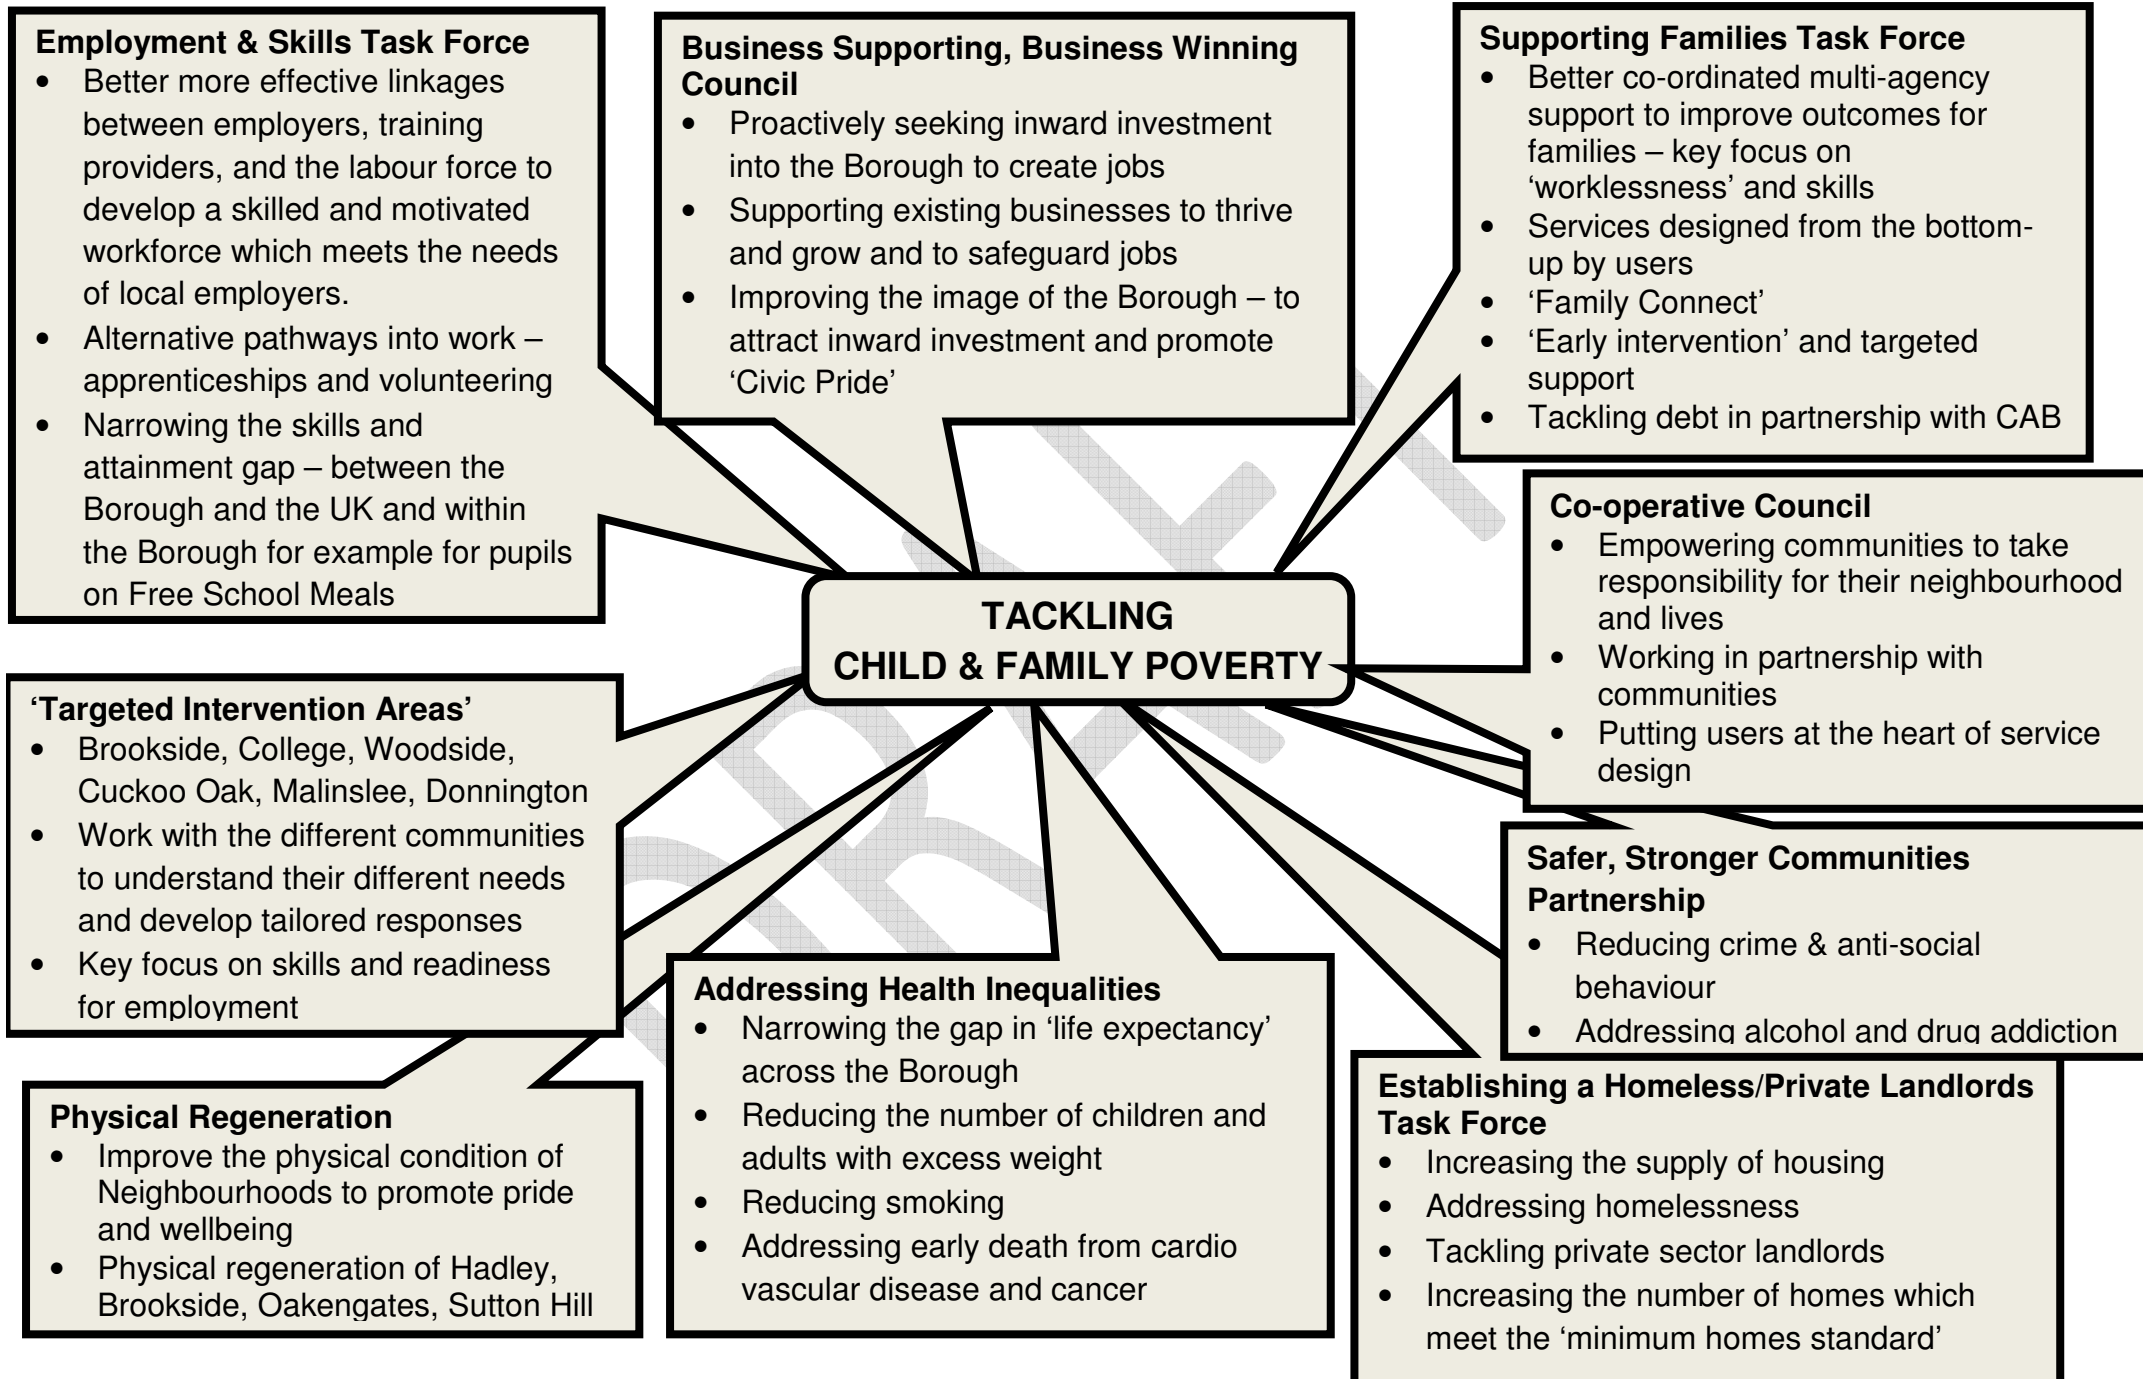 Employment & Skills Task Force
• Better more effective linkages
between employers, training
providers, and the labour force to
develop a skilled and motivated
workforce which meets the needs
of local employers.
• Alternative pathways into work –
apprenticeships and volunteering
• Narrowing the skills and
attainment gap – between the
Borough and the UK and within
the Borough for example for pupils
on Free School Meals
Business Supporting, Business Winning
Council
• Proactively seeking inward investment
into the Borough to create jobs
• Supporting existing businesses to thrive
and grow and to safeguard jobs
• Improving the image of the Borough – to
attract inward investment and promote
‘Civic Pride’
Supporting Families Task Force
• Better co-ordinated multi-agency
support to improve outcomes for
families – key focus on
‘worklessness’ and skills
• Services designed from the bottom-
up by users
• ‘Family Connect’
• ‘Early intervention’ and targeted
support
• Tackling debt in partnership with CAB
Co-operative Council
• Empowering communities to take
responsibility for their neighbourhood
and lives
• Working in partnership with
communities
• Putting users at the heart of service
design
TACKLING
CHILD & FAMILY POVERTY
‘Targeted Intervention Areas’
• Brookside, College, Woodside,
Cuckoo Oak, Malinslee, Donnington
• Work with the different communities
to understand their different needs
and develop tailored responses
• Key focus on skills and readiness
for employment
Safer, Stronger Communities
Partnership
• Reducing crime & anti-social
behaviour
• Addressing alcohol and drug addiction
Physical Regeneration
• Improve the physical condition of
Neighbourhoods to promote pride
and wellbeing
• Physical regeneration of Hadley,
Brookside, Oakengates, Sutton Hill
Addressing Health Inequalities
• Narrowing the gap in ‘life expectancy’
across the Borough
• Reducing the number of children and
adults with excess weight
• Reducing smoking
• Addressing early death from cardio
vascular disease and cancer
Establishing a Homeless/Private Landlords
Task Force
• Increasing the supply of housing
• Addressing homelessness
• Tackling private sector landlords
• Increasing the number of homes which
meet the ‘minimum homes standard’
DRAFT